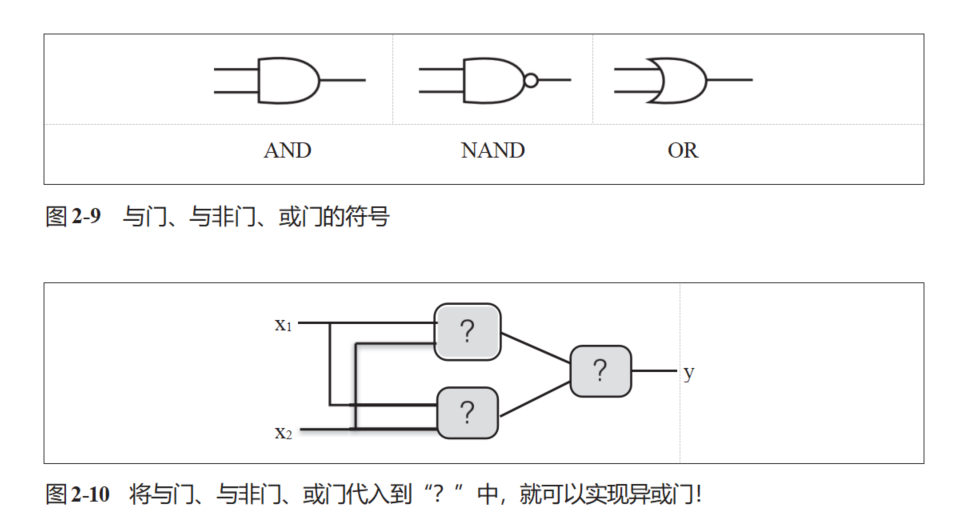 AND NAND OR
图 2-9 与门、与非门、或门的符号
x₁ ?
? y
?
x₂
图 2-10 将与门、与非门、或门代入到“？”中，就可以实现异或门！